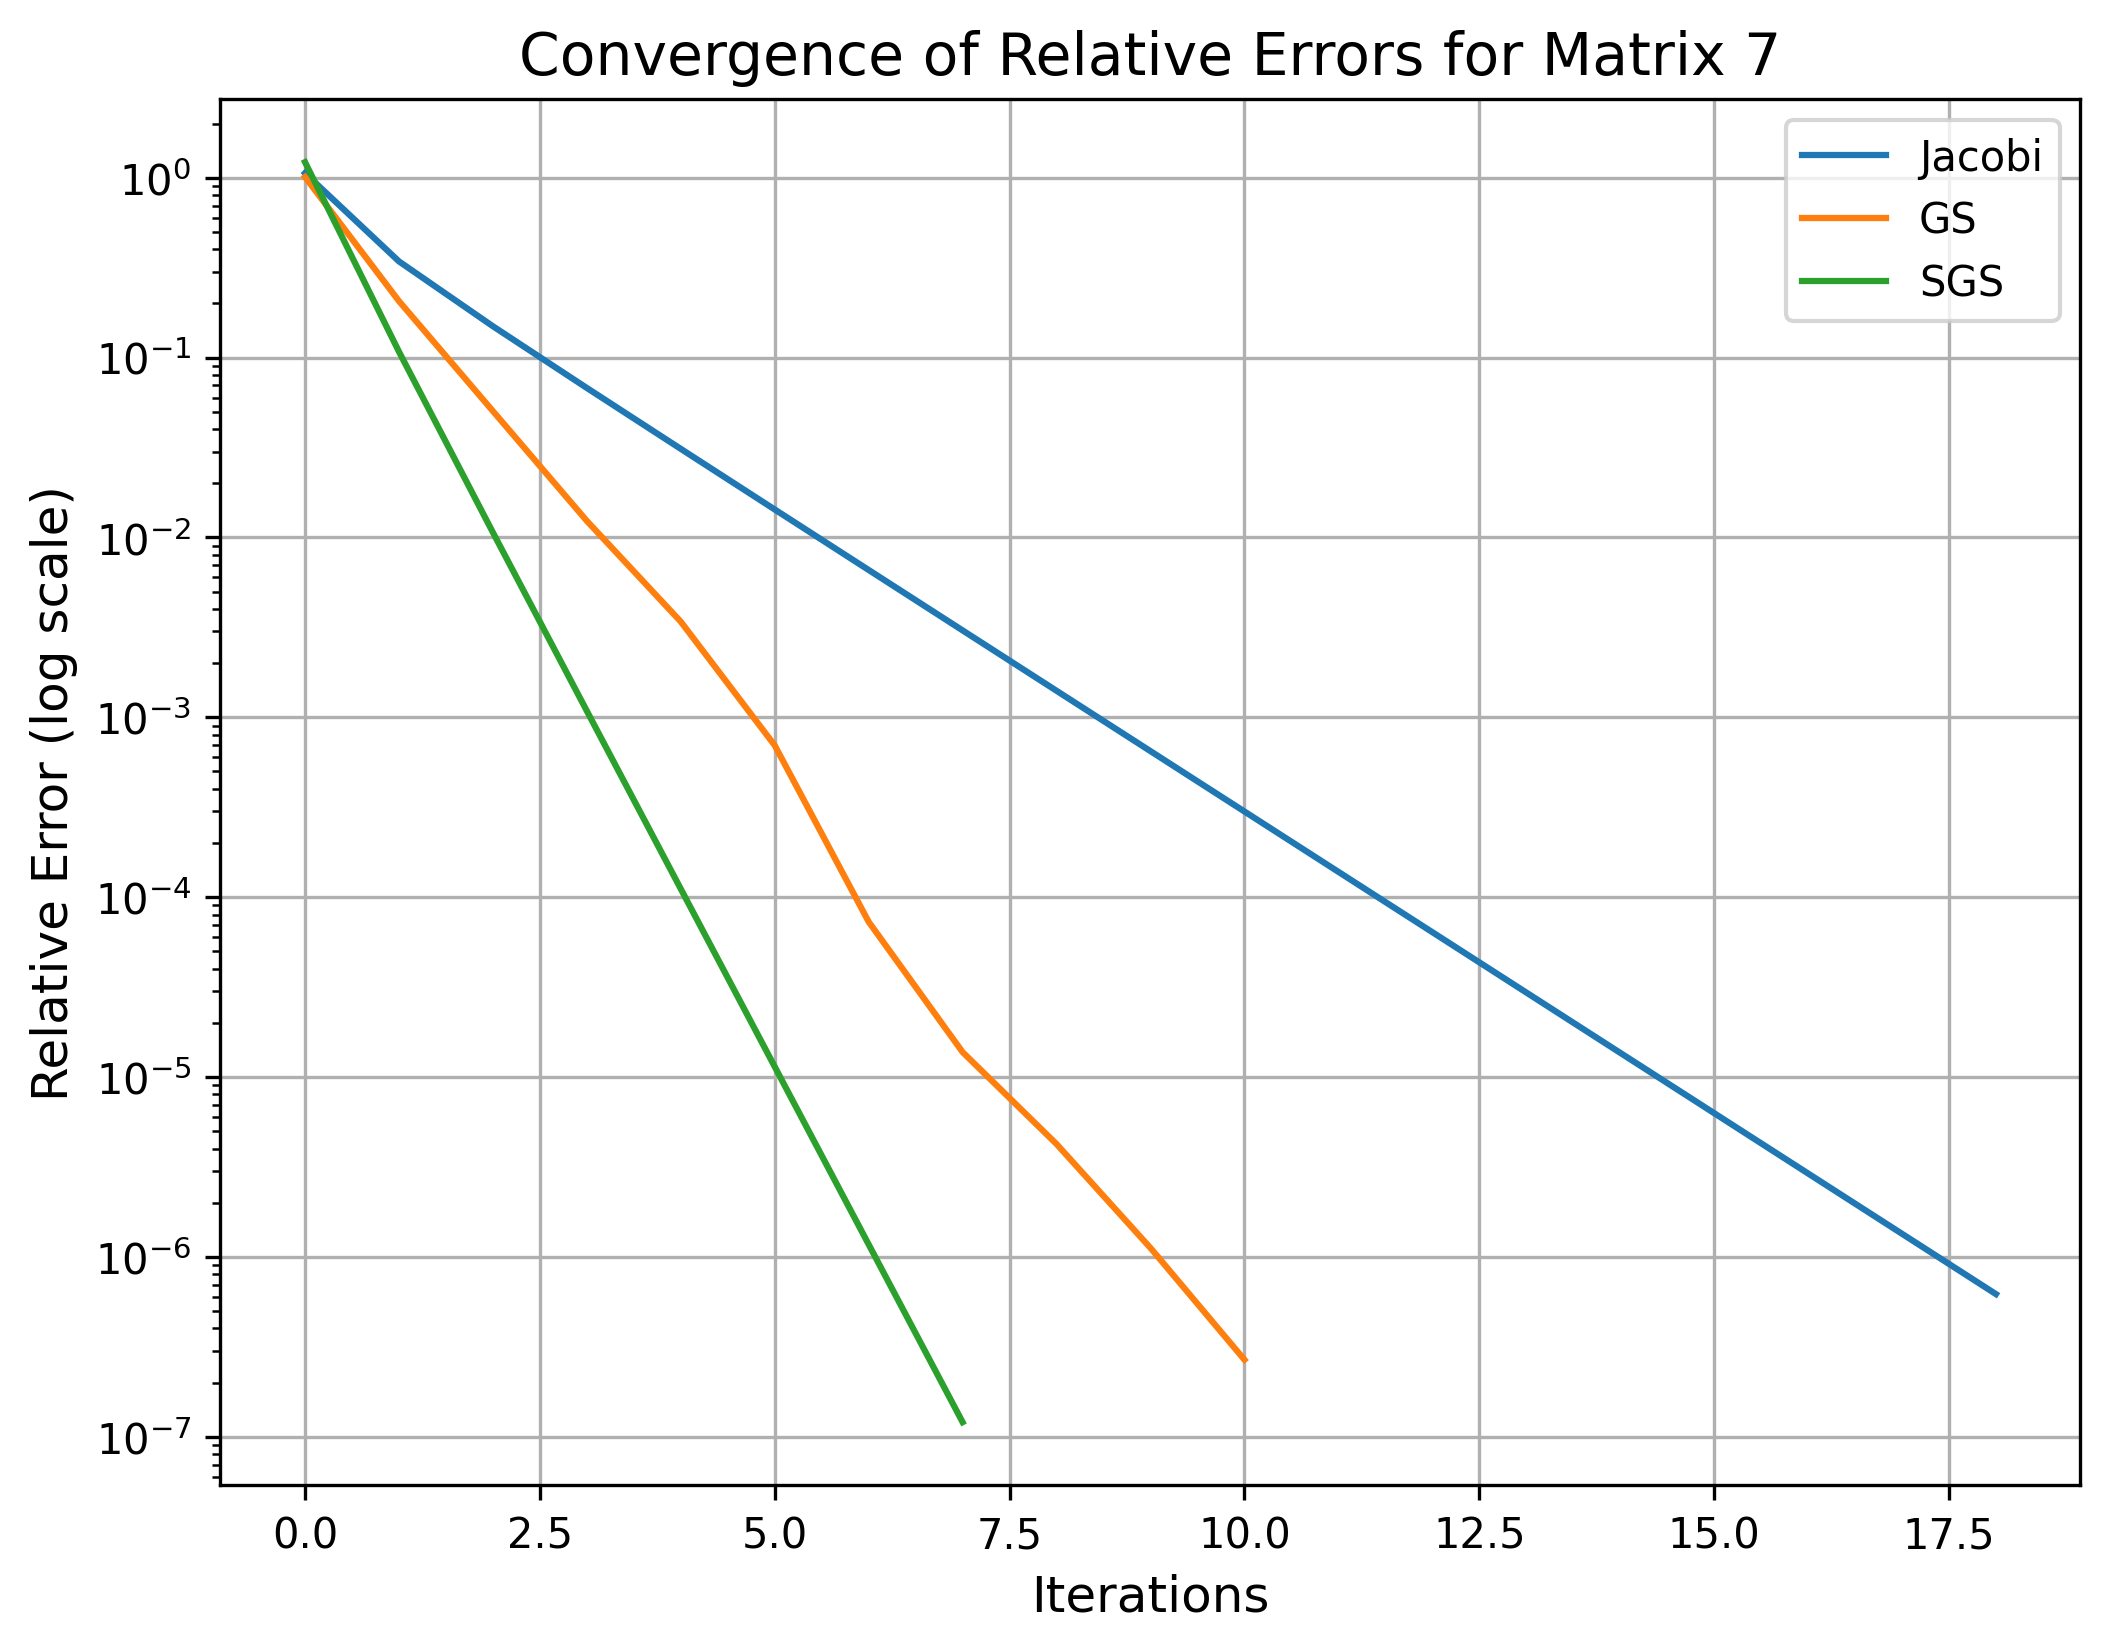 Convergence of Relative Errors for Matrix 7
Relative Error (log scale)
10⁰
10⁻¹
10⁻²
10⁻³
10⁻⁴
10⁻⁵
10⁻⁶
10⁻⁷
Jacobi
GS
SGS
0.0 2.5 5.0 7.5 10.0 12.5 15.0 17.5
Iterations